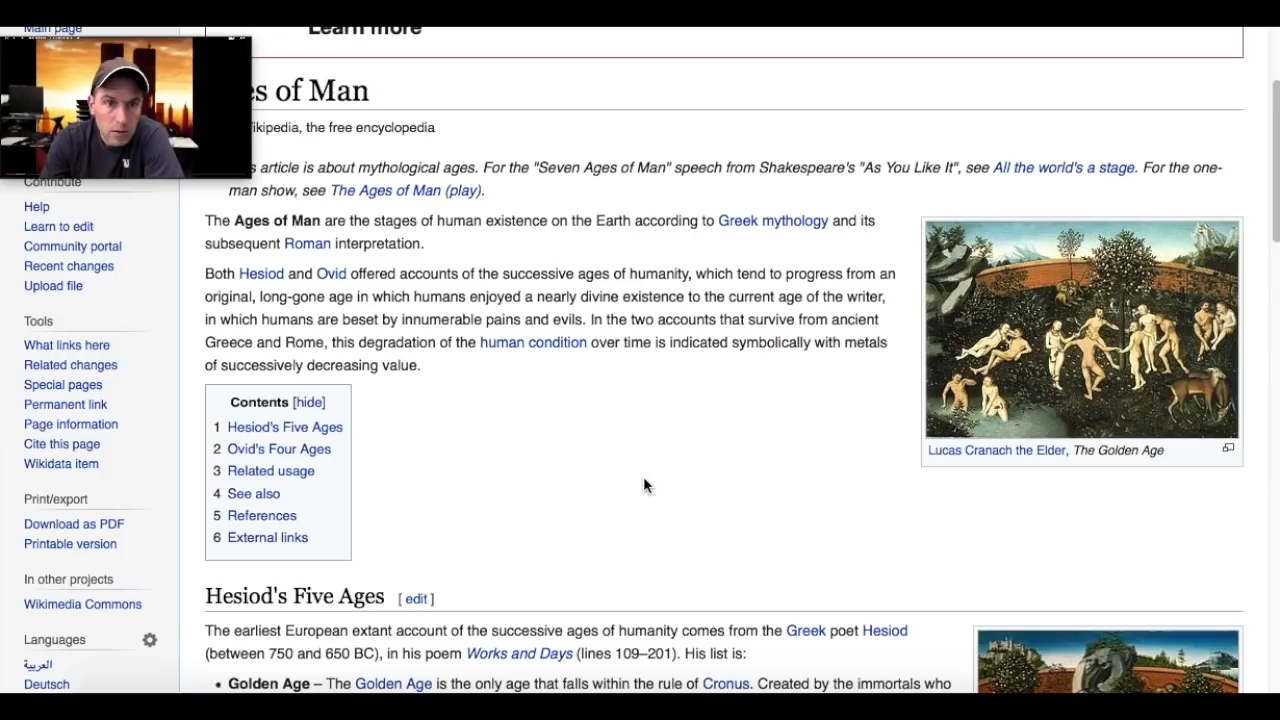 Main page
Learn more
es of Man
ikipedia, the free encyclopedia
s article is about mythological ages. For the "Seven Ages of Man" speech from Shakespeare's "As You Like It", see All the world's a stage. For the one-
man show, see The Ages of Man (play).
Contribute
Help
Learn to edit
Community portal
Recent changes
Upload file
Tools
What links here
Related changes
Special pages
Permanent link
Page information
Cite this page
Wikidata item
Print/export
Download as PDF
Printable version
In other projects
Wikimedia Commons
Languages
العربية
Deutsch
The Ages of Man are the stages of human existence on the Earth according to Greek mythology and its
subsequent Roman interpretation.
Both Hesiod and Ovid offered accounts of the successive ages of humanity, which tend to progress from an
original, long-gone age in which humans enjoyed a nearly divine existence to the current age of the writer,
in which humans are beset by innumerable pains and evils. In the two accounts that survive from ancient
Greece and Rome, this degradation of the human condition over time is indicated symbolically with metals
of successively decreasing value.
Lucas Cranach the Elder, The Golden Age
Contents [hide]
1 Hesiod's Five Ages
2 Ovid's Four Ages
3 Related usage
4 See also
5 References
6 External links
Hesiod's Five Ages [ edit ]
The earliest European extant account of the successive ages of humanity comes from the Greek poet Hesiod
(between 750 and 650 BC), in his poem Works and Days (lines 109–201). His list is:
• Golden Age – The Golden Age is the only age that falls within the rule of Cronus. Created by the immortals who